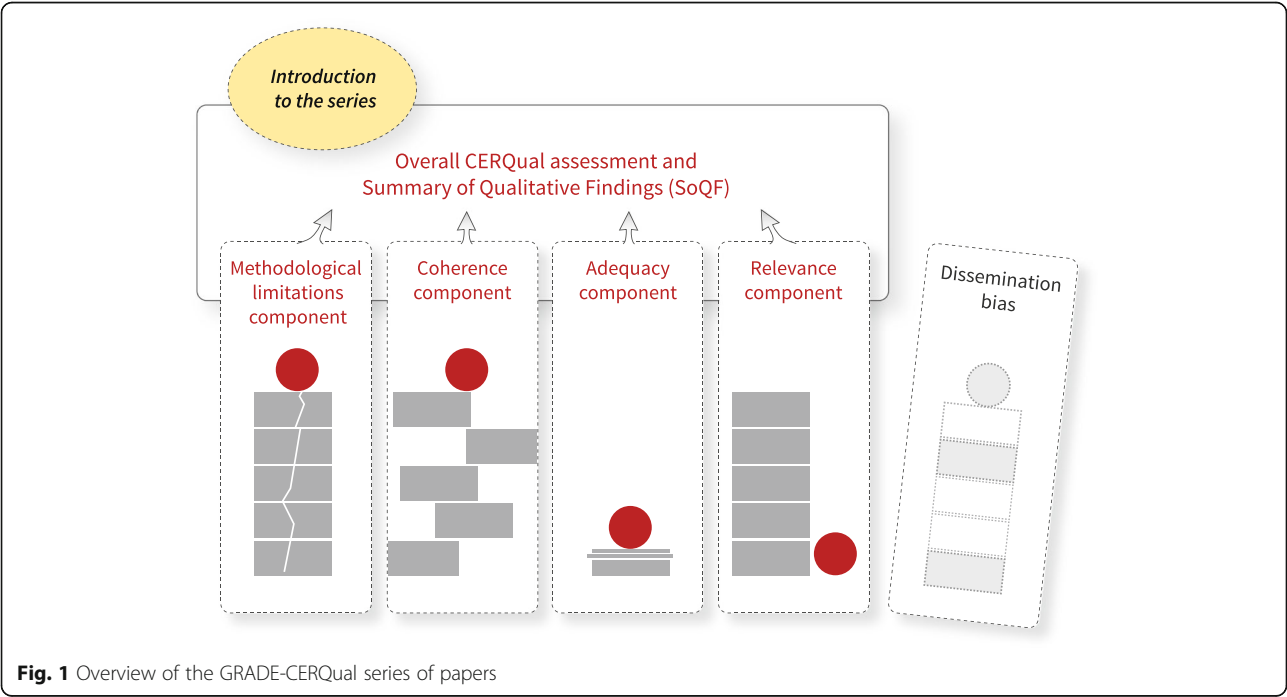 Introduction
to the series
Overall CERQual assessment and
Summary of Qualitative Findings (SoQF)
Methodological
limitations
component
Coherence
component
Adequacy
component
Relevance
component
Dissemination
bias
Fig. 1 Overview of the GRADE-CERQual series of papers